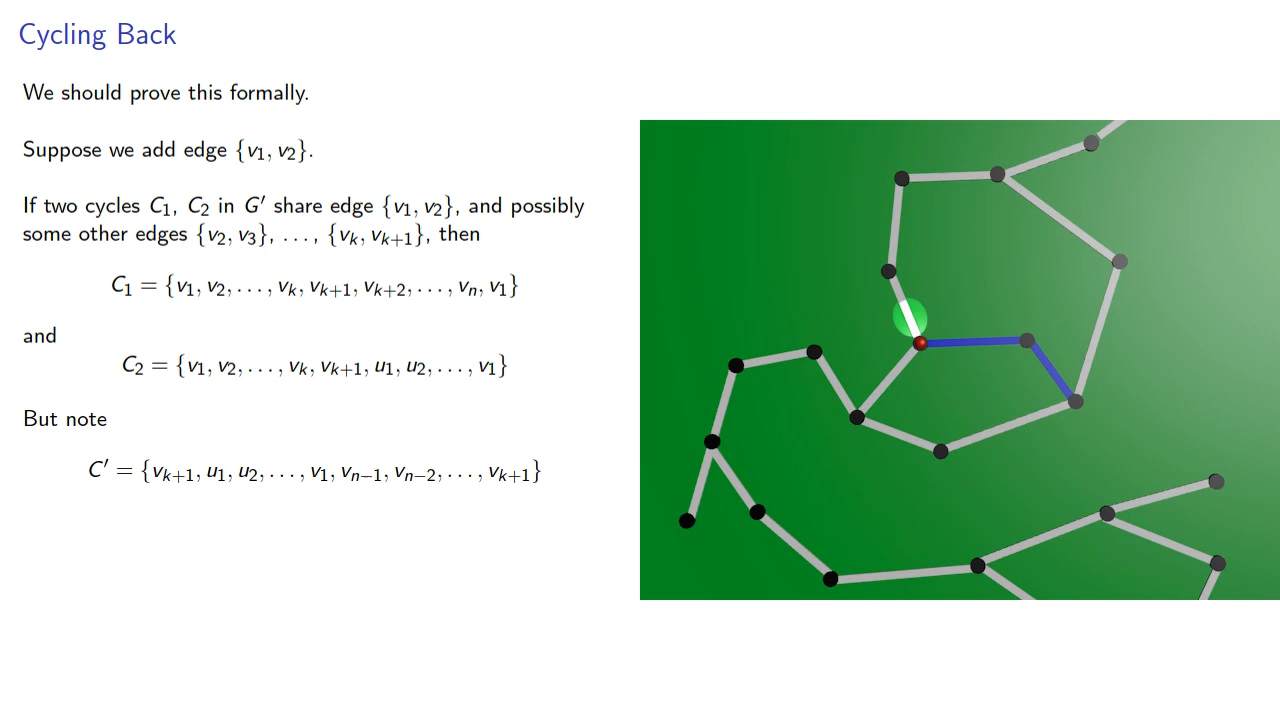 Cycling Back
We should prove this formally.
Suppose we add edge {v₁, v₂}.
If two cycles C₁, C₂ in G′ share edge {v₁, v₂}, and possibly
some other edges {v₂, v₃}, . . . , {vₖ, vₖ₊₁}, then
C₁ = {v₁, v₂, . . . , vₖ, vₖ₊₁, vₖ₊₂, . . . , vₙ, v₁}
and
C₂ = {v₁, v₂, . . . , vₖ, vₖ₊₁, u₁, u₂, . . . , v₁}
But note
C′ = {vₖ₊₁, u₁, u₂, . . . , v₁, vₙ₋₁, vₙ₋₂, . . . , vₖ₊₁}